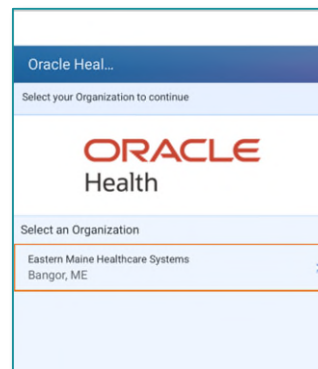 Oracle Heal...
Select your Organization to continue
ORACLE
Health
Select an Organization
Eastern Maine Healthcare Systems
Bangor, ME